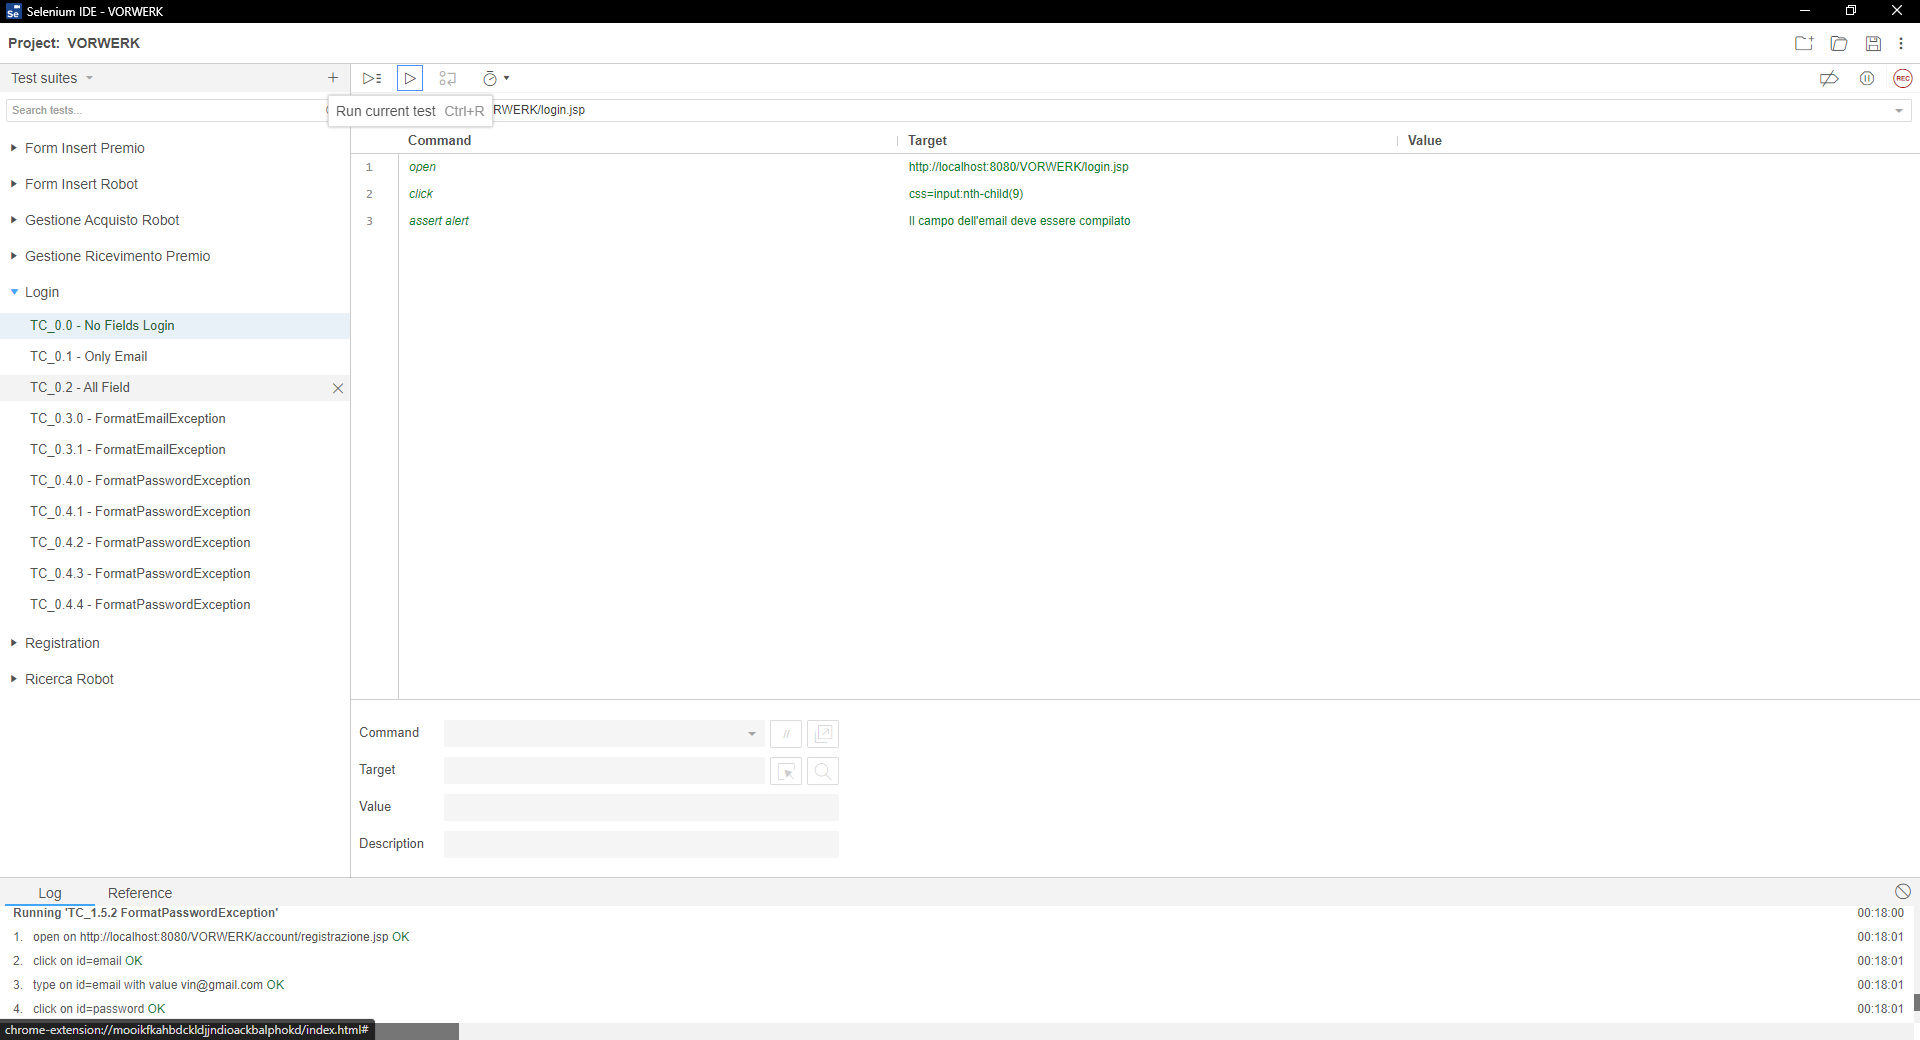 Se Selenium IDE - VORWERK
Project: VORWERK
Test suites
Search tests...
Run current test Ctrl+R
RWERK/login.jsp
REC
Command Target Value
Form Insert Premio
Form Insert Robot
Gestione Acquisto Robot
Gestione Ricevimento Premio
Login
TC_0.0 - No Fields Login
TC_0.1 - Only Email
TC_0.2 - All Field
TC_0.3.0 - FormatEmailException
TC_0.3.1 - FormatEmailException
TC_0.4.0 - FormatPasswordException
TC_0.4.1 - FormatPasswordException
TC_0.4.2 - FormatPasswordException
TC_0.4.3 - FormatPasswordException
TC_0.4.4 - FormatPasswordException
Registration
Ricerca Robot
1 open http://localhost:8080/VORWERK/login.jsp
2 click css=input:nth-child(9)
3 assert alert Il campo dell'email deve essere compilato
Command //
Target
Value
Description
Log Reference
Running 'TC_1.5.2 FormatPasswordException' 00:18:00
1. open on http://localhost:8080/VORWERK/account/registrazione.jsp OK 00:18:01
2. click on id=email OK 00:18:01
3. type on id=email with value vin@gmail.com OK 00:18:01
4. click on id=password OK 00:18:01
chrome-extension://mooikfkahbdckldjjndioackbalphokd/index.html#